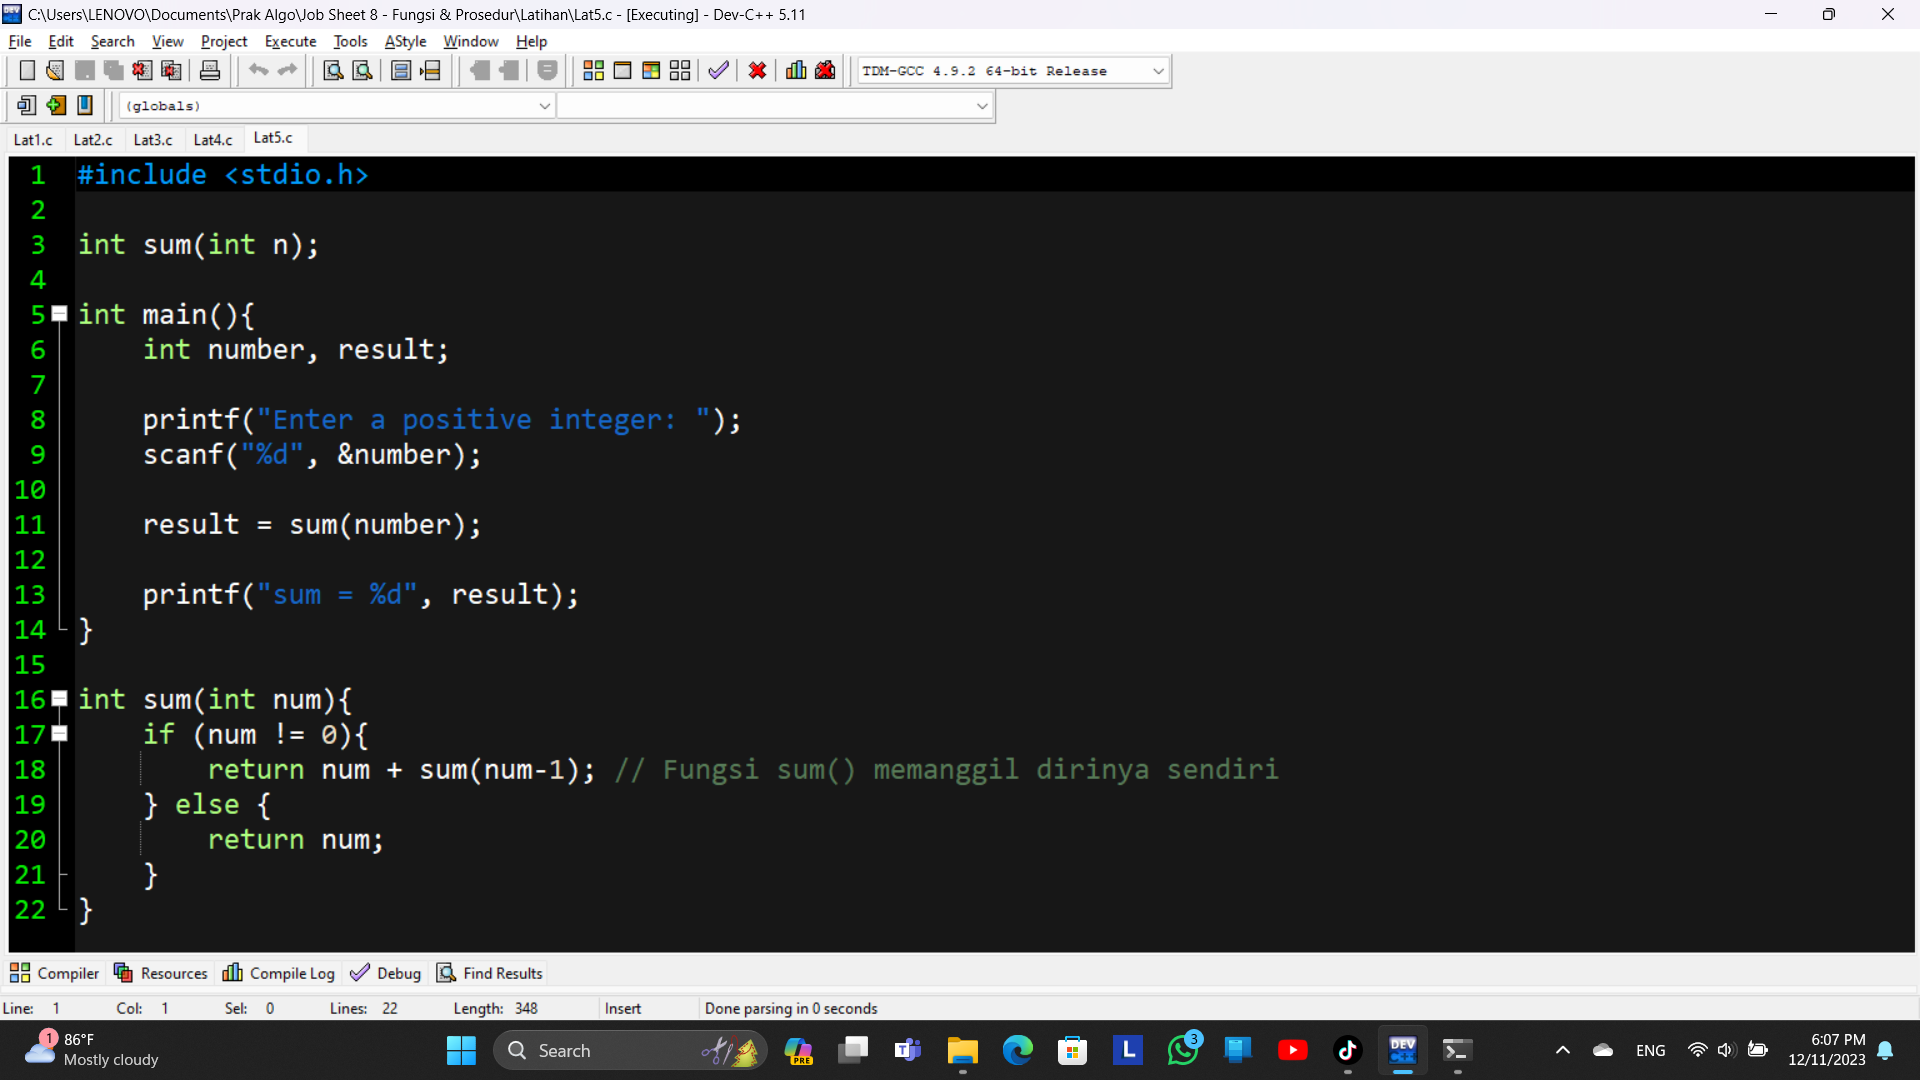 C:\Users\LENOVO\Documents\Prak Algo\Job Sheet 8 - Fungsi & Prosedur\Latihan\Lat5.c - [Executing] - Dev-C++ 5.11
File Edit Search View Project Execute Tools AStyle Window Help
TDM-GCC 4.9.2 64-bit Release
(globals)
Lat1.c Lat2.c Lat3.c Lat4.c Lat5.c
1 #include <stdio.h>
2
3 int sum(int n);
4
5 int main(){
6 int number, result;
7
8 printf("Enter a positive integer: ");
9 scanf("%d", &number);
10
11 result = sum(number);
12
13 printf("sum = %d", result);
14 }
15
16 int sum(int num){
17 if (num != 0){
18 return num + sum(num-1); // Fungsi sum() memanggil dirinya sendiri
19 } else {
20 return num;
21 }
22 }
Compiler Resources Compile Log Debug Find Results
Line: 1 Col: 1 Sel: 0 Lines: 22 Length: 348 Insert Done parsing in 0 seconds
1 86°F
Mostly cloudy
Search
PRE
L
3
DEV
C++
ENG
6:07 PM
12/11/2023